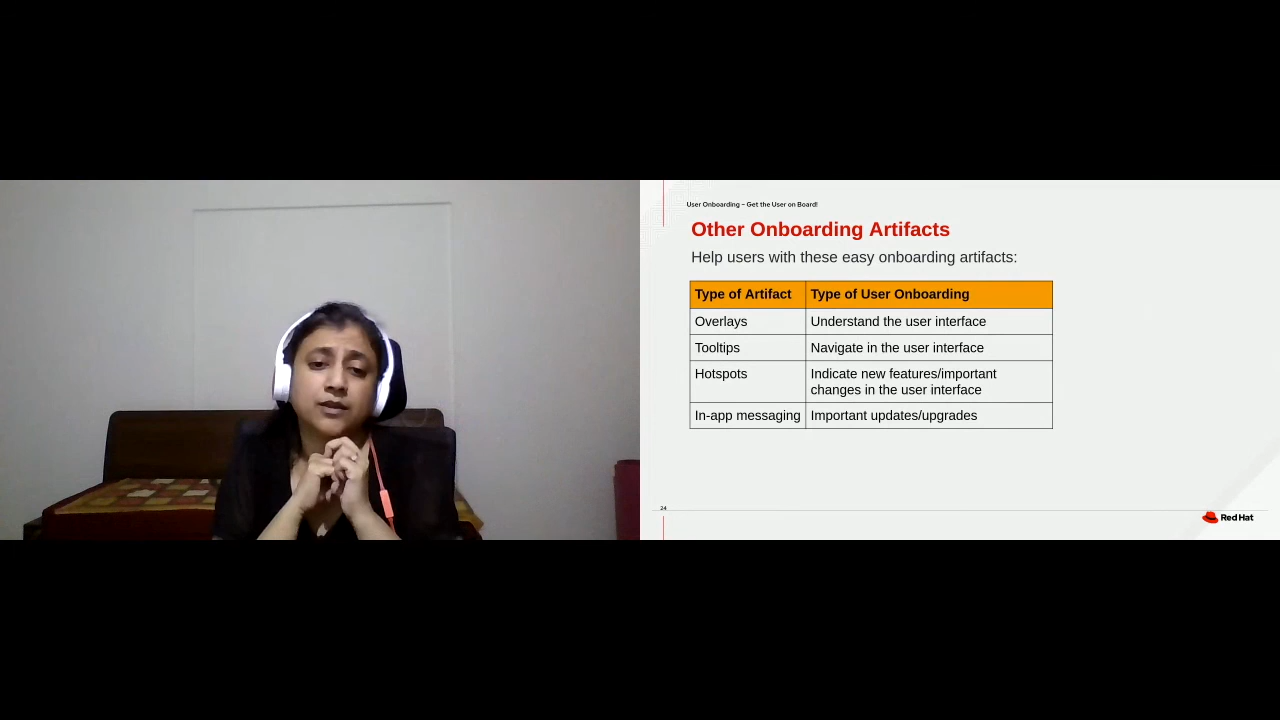 User Onboarding – Get the User on Board!
Other Onboarding Artifacts
Help users with these easy onboarding artifacts:
Type of Artifact Type of User Onboarding
Overlays Understand the user interface
Tooltips Navigate in the user interface
Hotspots Indicate new features/important
changes in the user interface
In-app messaging Important updates/upgrades
24
Red Hat